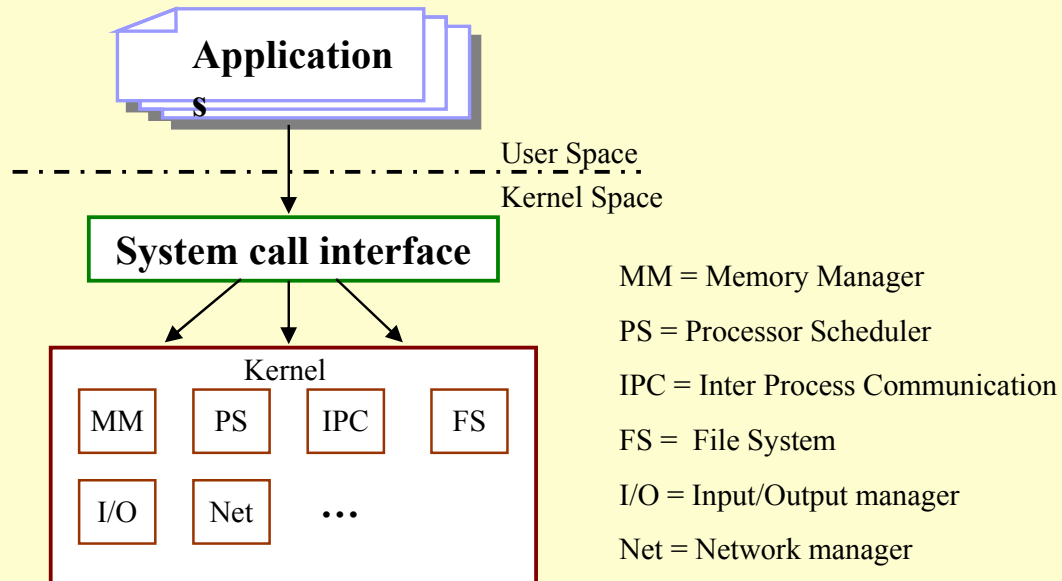 Application
s
User Space
Kernel Space
System call interface
Kernel
MM PS IPC FS
I/O Net ...
MM = Memory Manager
PS = Processor Scheduler
IPC = Inter Process Communication
FS = File System
I/O = Input/Output manager
Net = Network manager